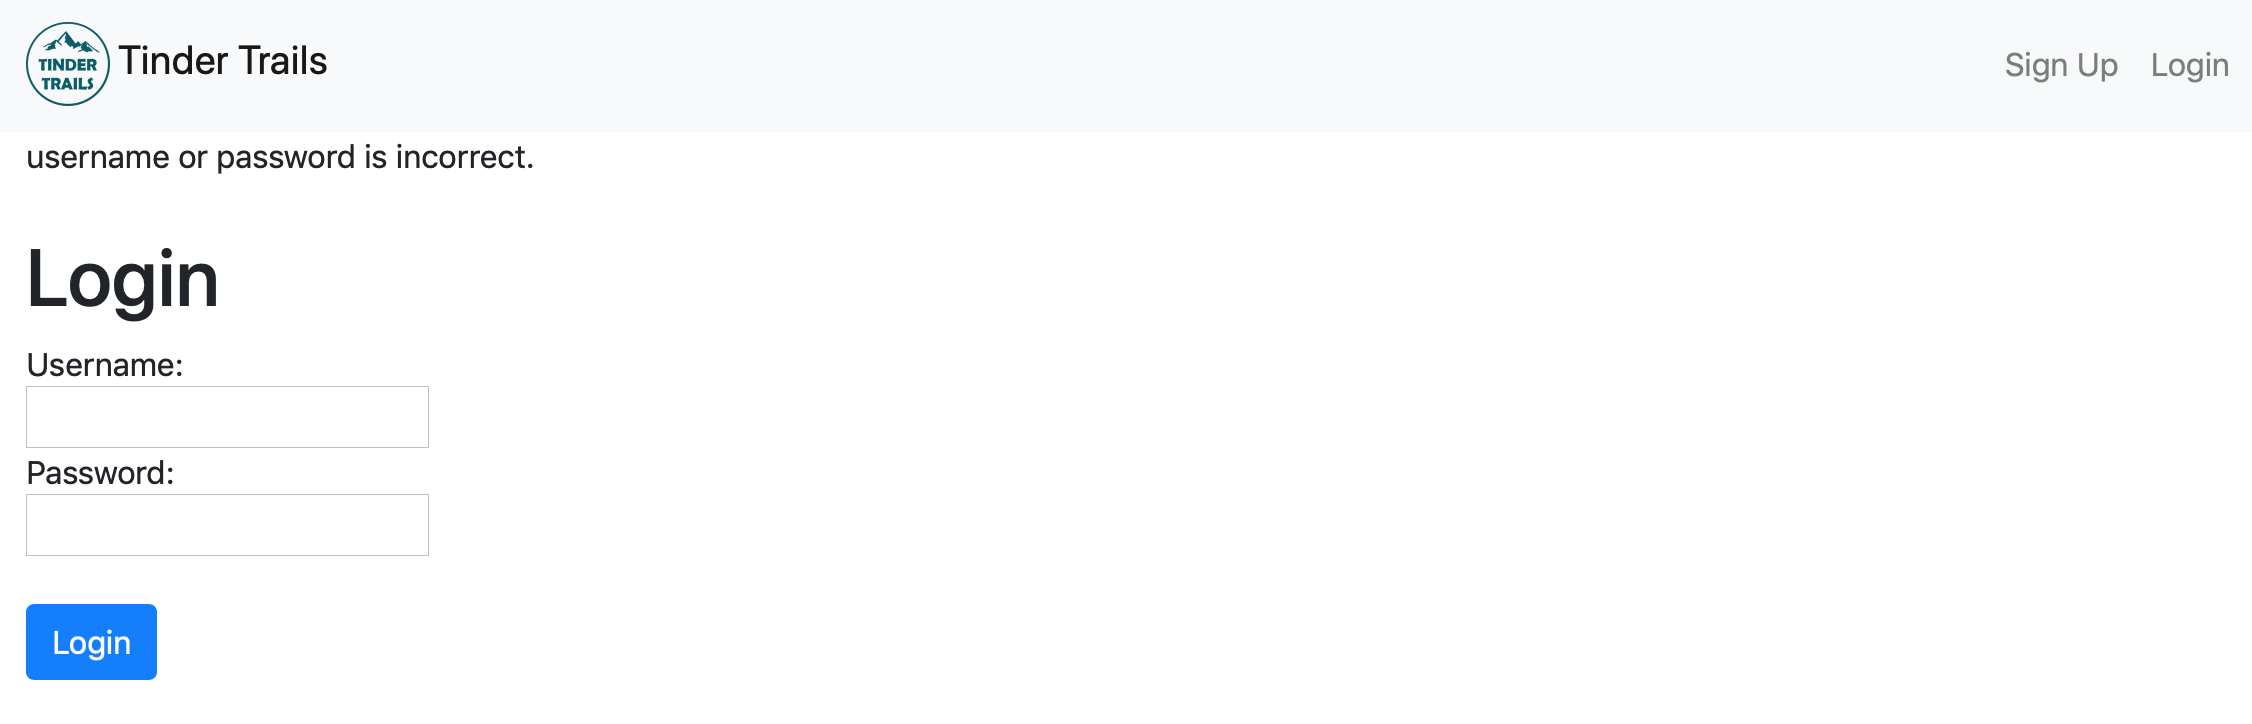 TINDER
TRAILS
Tinder Trails
Sign Up
Login
username or password is incorrect.
Login
Username:
Password:
Login